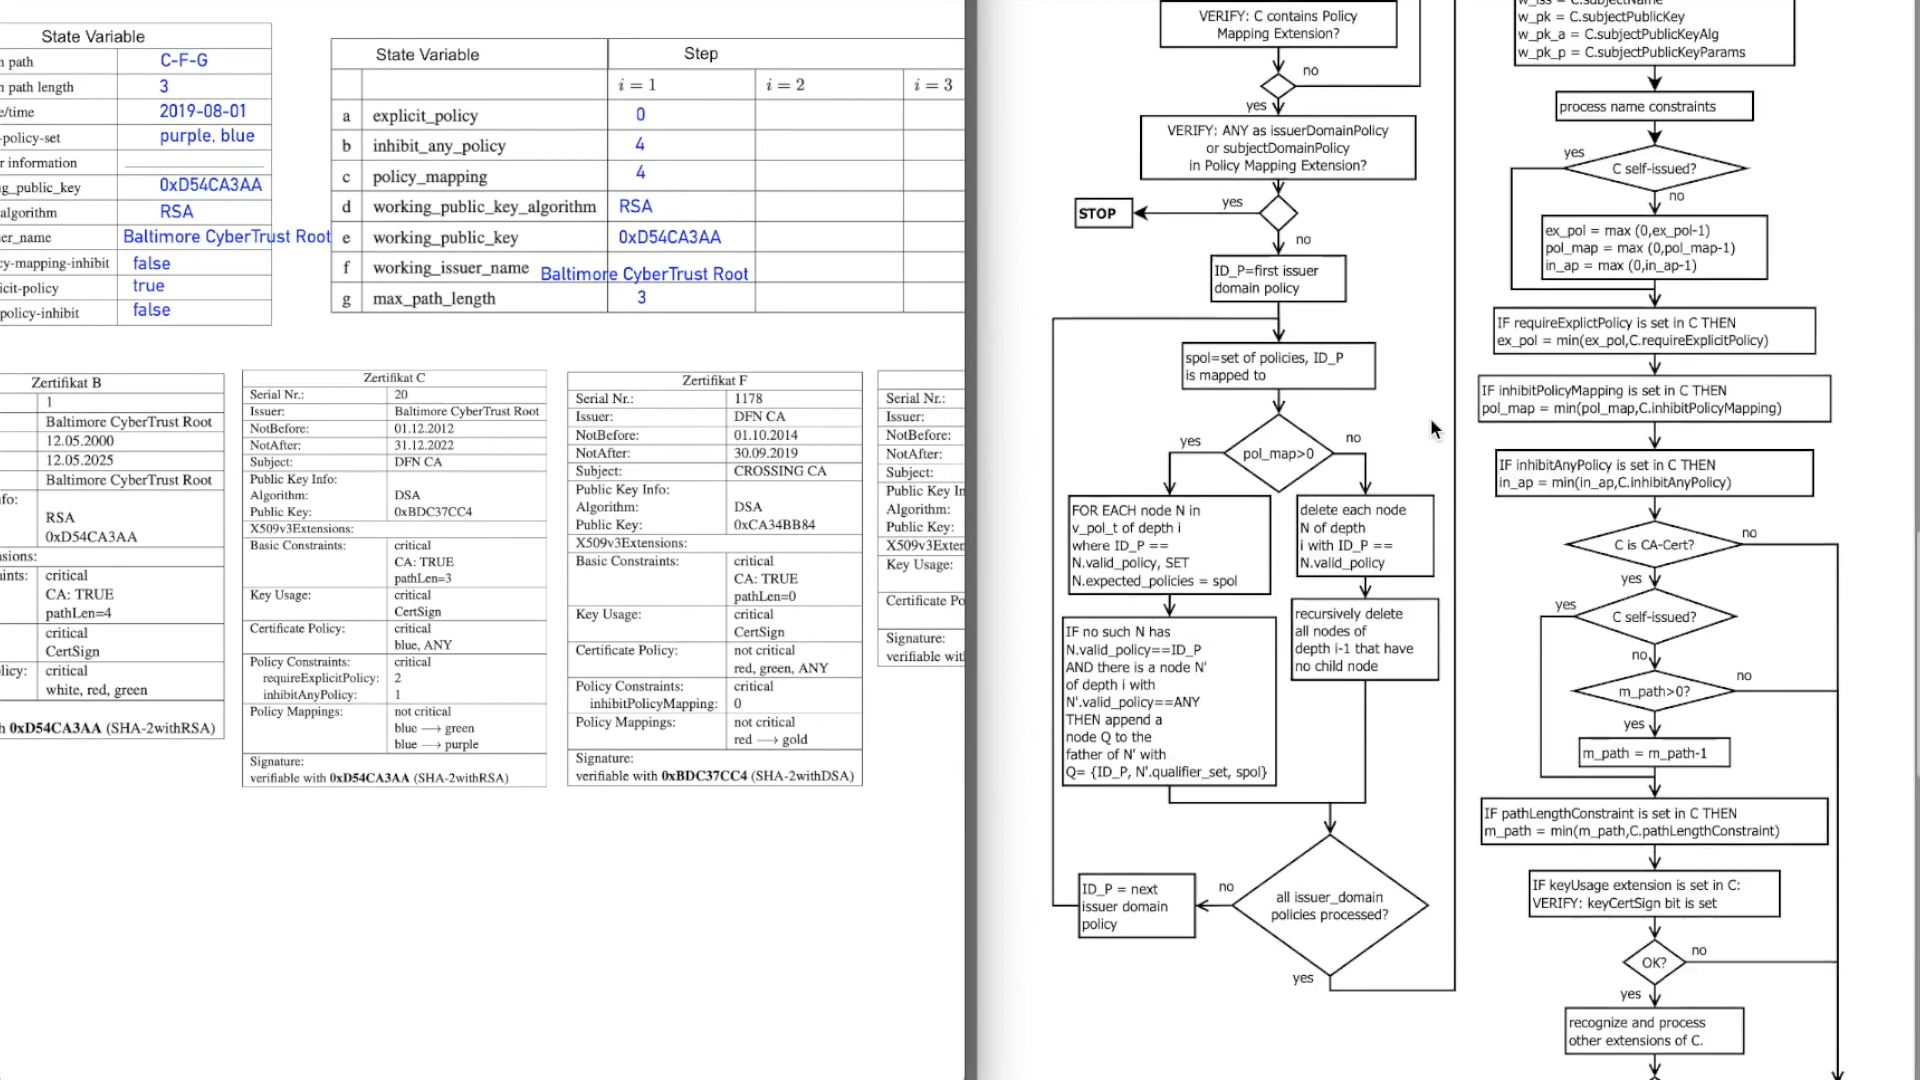 State Variable
n path
C-F-G
n path length
3
e/time
2019-08-01
-policy-set
purple, blue
r information
ng_public_key
0xD54CA3AA
algorithm
RSA
er_name
Baltimore CyberTrust Root
cy-mapping-inhibit
false
icit-policy
true
policy-inhibit
false
State Variable
Step
i = 1
i = 2
i = 3
a
explicit_policy
0
b
inhibit_any_policy
4
c
policy_mapping
4
d
working_public_key_algorithm
RSA
e
working_public_key
0xD54CA3AA
f
working_issuer_name
Baltimore CyberTrust Root
g
max_path_length
3
Zertifikat B
1
Baltimore CyberTrust Root
12.05.2000
12.05.2025
Baltimore CyberTrust Root
fo:
RSA
0xD54CA3AA
sions:
aints:
critical
CA: TRUE
pathLen=4
critical
CertSign
licy:
critical
white, red, green
h 0xD54CA3AA (SHA-2withRSA)
Zertifikat C
Serial Nr.:
20
Issuer:
Baltimore CyberTrust Root
NotBefore:
01.12.2012
NotAfter:
31.12.2022
Subject:
DFN CA
Public Key Info:
Algorithm:
DSA
Public Key:
0xBDC37CC4
X509v3Extensions:
Basic Constraints:
critical
CA: TRUE
pathLen=3
Key Usage:
critical
CertSign
Certificate Policy:
critical
blue, ANY
Policy Constraints:
critical
requireExplicitPolicy:
2
inhibitAnyPolicy:
1
Policy Mappings:
not critical
blue ⟶ green
blue ⟶ purple
Signature:
verifiable with 0xD54CA3AA (SHA-2withRSA)
Zertifikat F
Serial Nr.:
1178
Issuer:
DFN CA
NotBefore:
01.10.2014
NotAfter:
30.09.2019
Subject:
CROSSING CA
Public Key Info:
Algorithm:
DSA
Public Key:
0xCA34BB84
X509v3Extensions:
Basic Constraints:
critical
CA: TRUE
pathLen=0
Key Usage:
critical
CertSign
Certificate Policy:
not critical
red, green, ANY
Policy Constraints:
critical
inhibitPolicyMapping:
0
Policy Mappings:
not critical
red ⟶ gold
Signature:
verifiable with 0xBDC37CC4 (SHA-2withDSA)
Serial Nr.:
Issuer:
NotBefore:
NotAfter:
Subject:
Public Key In
Algorithm:
Public Key:
X509v3Exten
Key Usage:
Certificate Po
Signature:
verifiable wit
VERIFY: C contains Policy
Mapping Extension?
no
yes
VERIFY: ANY as issuerDomainPolicy
or subjectDomainPolicy
in Policy Mapping Extension?
yes
STOP
no
ID_P=first issuer
domain policy
spol=set of policies, ID_P
is mapped to
yes
pol_map>0
no
FOR EACH node N in
v_pol_t of depth i
where ID_P ==
N.valid_policy, SET
N.expected_policies = spol
delete each node
N of depth
i with ID_P ==
N.valid_policy
IF no such N has
N.valid_policy==ID_P
AND there is a node N'
of depth i with
N'.valid_policy==ANY
THEN append a
node Q to the
father of N' with
Q= {ID_P, N'.qualifier_set, spol}
recursively delete
all nodes of
depth i-1 that have
no child node
all issuer_domain
policies processed?
no
ID_P = next
issuer domain
policy
yes
w_iss = C.subjectName
w_pk = C.subjectPublicKey
w_pk_a = C.subjectPublicKeyAlg
w_pk_p = C.subjectPublicKeyParams
process name constraints
yes
C self-issued?
no
ex_pol = max (0,ex_pol-1)
pol_map = max (0,pol_map-1)
in_ap = max (0,in_ap-1)
IF requireExplictPolicy is set in C THEN
ex_pol = min(ex_pol,C.requireExplicitPolicy)
IF inhibitPolicyMapping is set in C THEN
pol_map = min(pol_map,C.inhibitPolicyMapping)
IF inhibitAnyPolicy is set in C THEN
in_ap = min(in_ap,C.inhibitAnyPolicy)
C is CA-Cert?
no
yes
yes
C self-issued?
no
m_path>0?
no
yes
m_path = m_path-1
IF pathLengthConstraint is set in C THEN
m_path = min(m_path,C.pathLengthConstraint)
IF keyUsage extension is set in C:
VERIFY: keyCertSign bit is set
OK?
no
yes
recognize and process
other extensions of C.